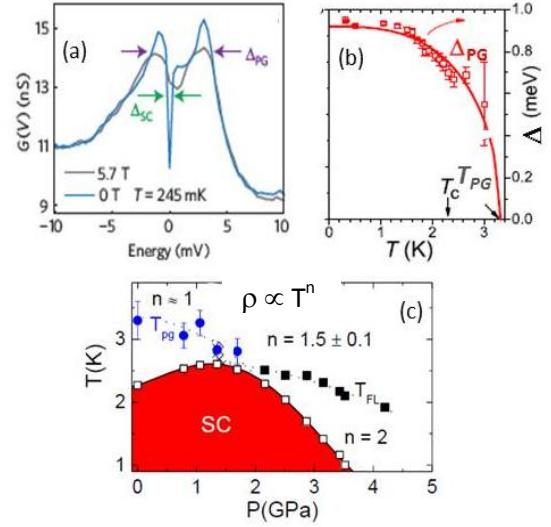 (a)
15
13
11
9
G(V) (nS)
Δ_PG
Δ_SC
5.7 T
0 T T = 245 mK
−10 −5 0 5 10
Energy (mV)
(b)
Δ_PG
1.0
0.8
0.6
0.4
0.2
0.0
Δ (meV)
T_C T_PG
0 1 2 3
T (K)
ρ ∝ T^n
(c)
n ≈ 1
T_pg
n = 1.5 ± 0.1
T_FL
SC
n = 2
3
2
1
T(K)
0 1 2 3 4 5
P(GPa)